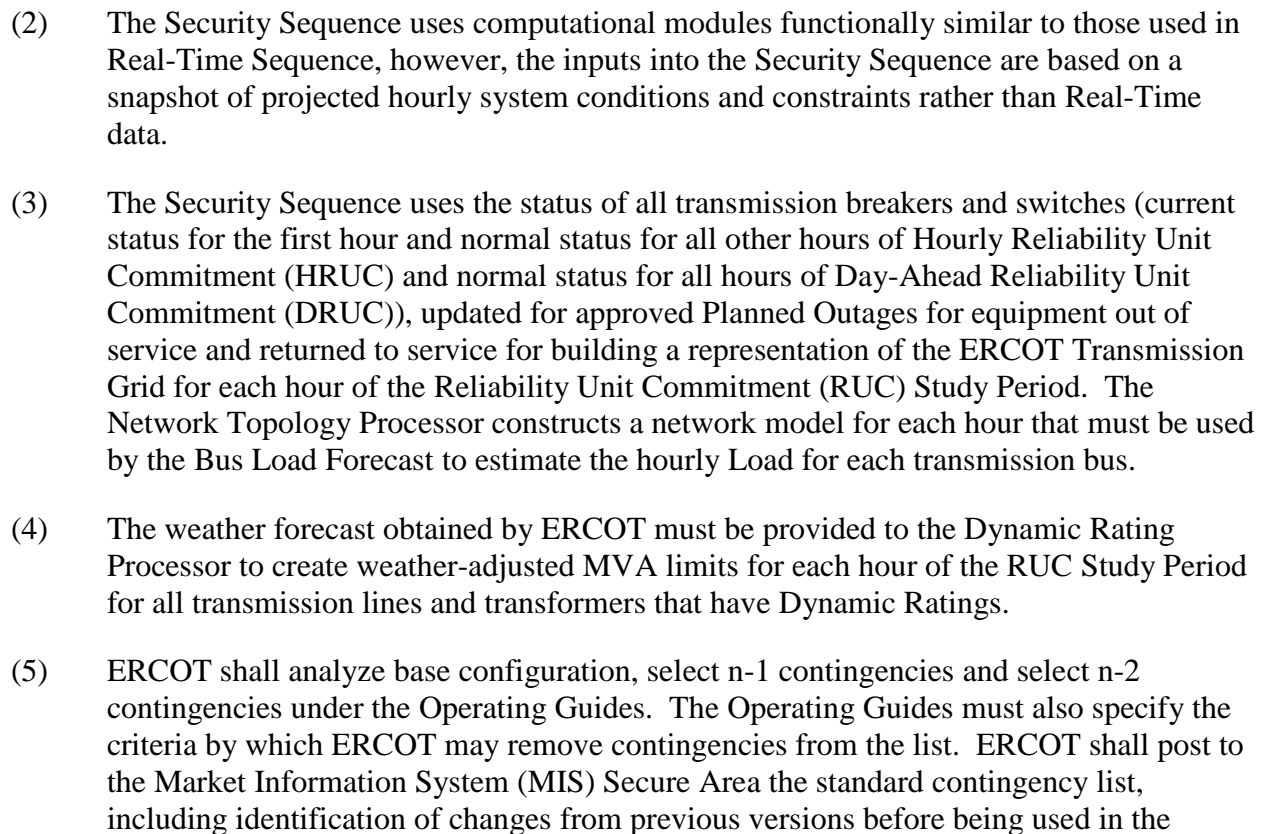 (2) The Security Sequence uses computational modules functionally similar to those used in
Real-Time Sequence, however, the inputs into the Security Sequence are based on a
snapshot of projected hourly system conditions and constraints rather than Real-Time
data.
(3) The Security Sequence uses the status of all transmission breakers and switches (current
status for the first hour and normal status for all other hours of Hourly Reliability Unit
Commitment (HRUC) and normal status for all hours of Day-Ahead Reliability Unit
Commitment (DRUC)), updated for approved Planned Outages for equipment out of
service and returned to service for building a representation of the ERCOT Transmission
Grid for each hour of the Reliability Unit Commitment (RUC) Study Period. The
Network Topology Processor constructs a network model for each hour that must be used
by the Bus Load Forecast to estimate the hourly Load for each transmission bus.
(4) The weather forecast obtained by ERCOT must be provided to the Dynamic Rating
Processor to create weather-adjusted MVA limits for each hour of the RUC Study Period
for all transmission lines and transformers that have Dynamic Ratings.
(5) ERCOT shall analyze base configuration, select n-1 contingencies and select n-2
contingencies under the Operating Guides. The Operating Guides must also specify the
criteria by which ERCOT may remove contingencies from the list. ERCOT shall post to
the Market Information System (MIS) Secure Area the standard contingency list,
including identification of changes from previous versions before being used in the